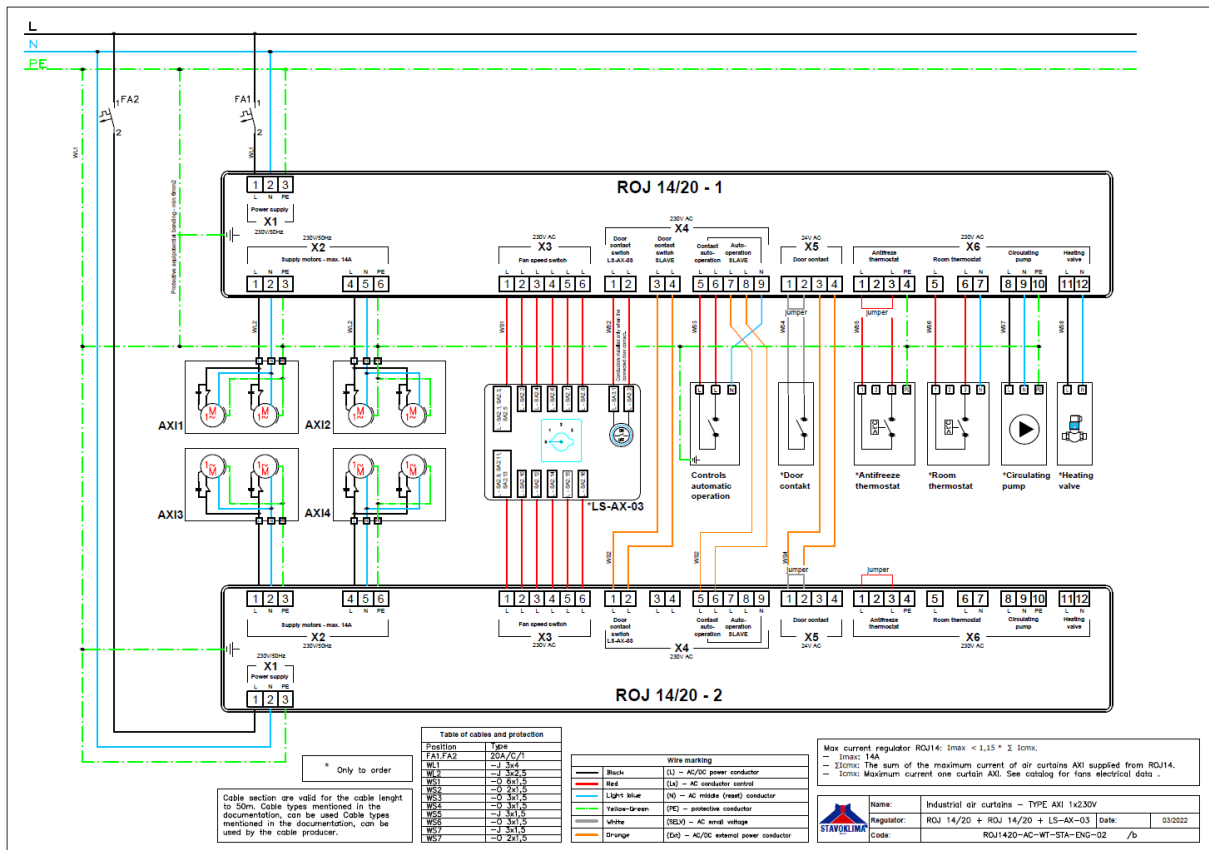 L
N
PE
FA2
FA1
1
2
1
2
WL1
WL1
Protective equipotential bonding - min 6mm2
ROJ 14/20 - 1
1 2 3
L N PE
Power supply
X1
230V/50Hz
230V/50Hz
X2
Supply motors - max. 14A
L N PE L N PE
1 2 3 4 5 6
230V AC
X3
Fan speed switch
L L L L L L
1 2 3 4 5 6
230V AC
X4
Door contact switch LS-AX-03
Door contact switch SLAVE
Contact auto-operation
Auto-operation SLAVE
L L L L L L L L N
1 2 3 4 5 6 7 8 9
24V AC
X5
Door contact
L L L L
1 2 3 4
230V AC
X6
Antifreeze thermostat
Room thermostat
Circulating pump
Heating valve
L L L PE L L N L N PE L N
1 2 3 4 5 6 7 8 9 10 11 12
jumper
jumper
WL2
WL2
WS1
WS2
WS3
WS4
WS5
WS6
WS7
WS8
AXI1
AXI2
AXI3
AXI4
*LS-AX-03
Controls
automatic
operation
*Door
contakt
*Antifreeze
thermostat
*Room
thermostat
*Circulating
pump
*Heating
valve
WS2
WS2
WS4
jumper
jumper
1 2 3 4 5 6
L N PE L N PE
Supply motors - max. 14A
X2
230V/50Hz
1 2 3 4 5 6
L L L L L L
Fan speed switch
X3
230V AC
1 2 3 4 5 6 7 8 9
L L L L L L L L N
Door contact switch LS-AX-03
Door contact switch SLAVE
Contact auto-operation
Auto-operation SLAVE
X4
230V AC
1 2 3 4
L L L L
Door contact
X5
24V AC
1 2 3 4 5 6 7 8 9 10 11 12
L L L PE L L N L N PE L N
Antifreeze thermostat
Room thermostat
Circulating pump
Heating valve
X6
230V AC
230V/50Hz
X1
Power supply
L N PE
1 2 3
ROJ 14/20 - 2
* Only to order
Cable section are valid for the cable lenght
to 50m. Cable types mentioned in the
documentation, can be used Cable types
mentioned in the documentation, can be
used by the cable producer.
Table of cables and protection
Position Type
FA1,FA2 20A/C/1
WL1 -J 3x4
WL2 -J 3x2,5
WS1 -O 6x1,5
WS2 -O 2x1,5
WS3 -O 3x1,5
WS4 -O 3x1,5
WS5 -J 3x1,5
WS6 -O 3x1,5
WS7 -J 3x1,5
WS7 -O 2x1,5
Wire marking
Black (L) - AC/DC power conductor
Red (Ls) - AC conductor control
Light blue (N) - AC middle (reset) conductor
Yellow-Green (PE) - protective conductor
White (SELV) - AC small voltage
Orange (Ext) - AC/DC external power conductor
Max current regulator ROJ14: Imax < 1,15 * Σ Icmx.
- Imax: 14A
- ΣIcmx: The sum of the maximum current of air curtains AXI supplied from ROJ14.
- Icmx: Maximum current one curtain AXI. See catalog for fans electrical data .
STAVOKLIMA
Name: Industrial air curtains - TYPE AXI 1x230V
Regulator: ROJ 14/20 + ROJ 14/20 + LS-AX-03 Date: 03/2022
Code: ROJ1420-AC-WT-STA-ENG-02 /b